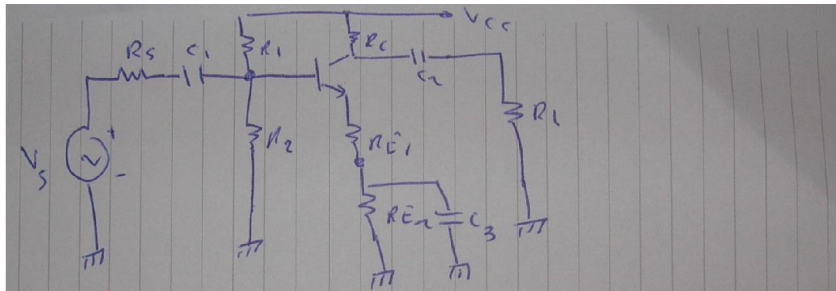 Vcc
Rs
C1
R1
Rc
C2
R2
RE1
RL
Vs
+
-
RE2
C3